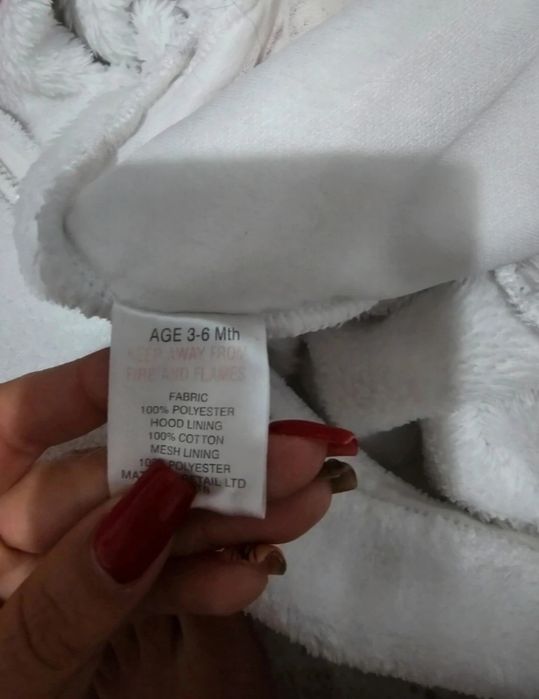 AGE 3-6 Mth
KEEP AWAY FROM
FIRE AND FLAMES
FABRIC
100% POLYESTER
HOOD LINING
100% COTTON
MESH LINING
POLYESTER
LTD